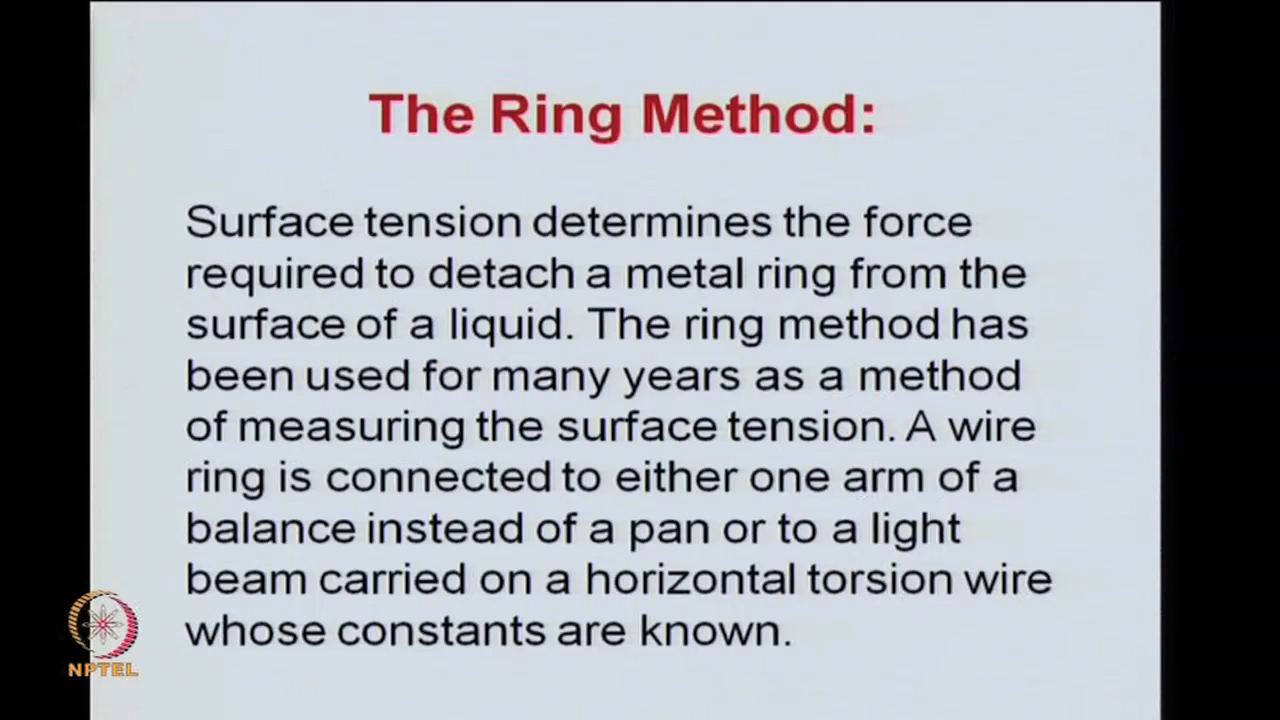 The Ring Method:
Surface tension determines the force
required to detach a metal ring from the
surface of a liquid. The ring method has
been used for many years as a method
of measuring the surface tension. A wire
ring is connected to either one arm of a
balance instead of a pan or to a light
beam carried on a horizontal torsion wire
whose constants are known.
NPTEL